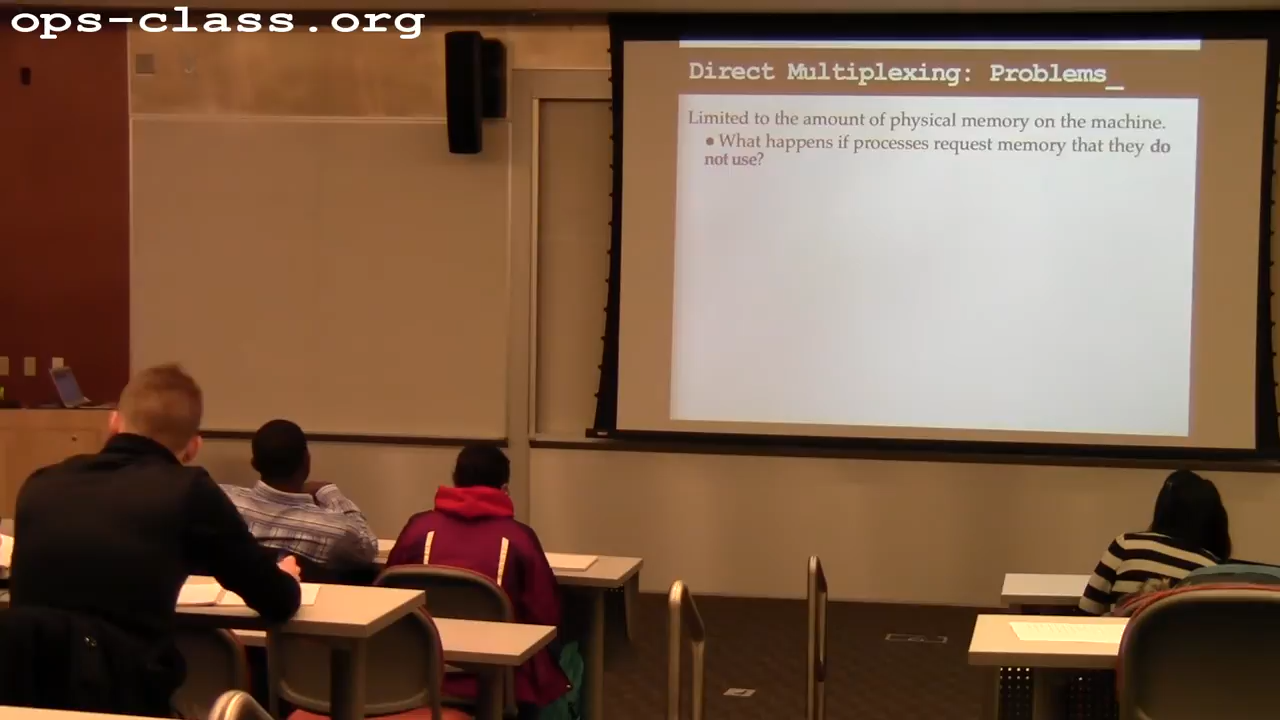 ops-class.org
Direct Multiplexing: Problems_
Limited to the amount of physical memory on the machine.
● What happens if processes request memory that they do
not use?